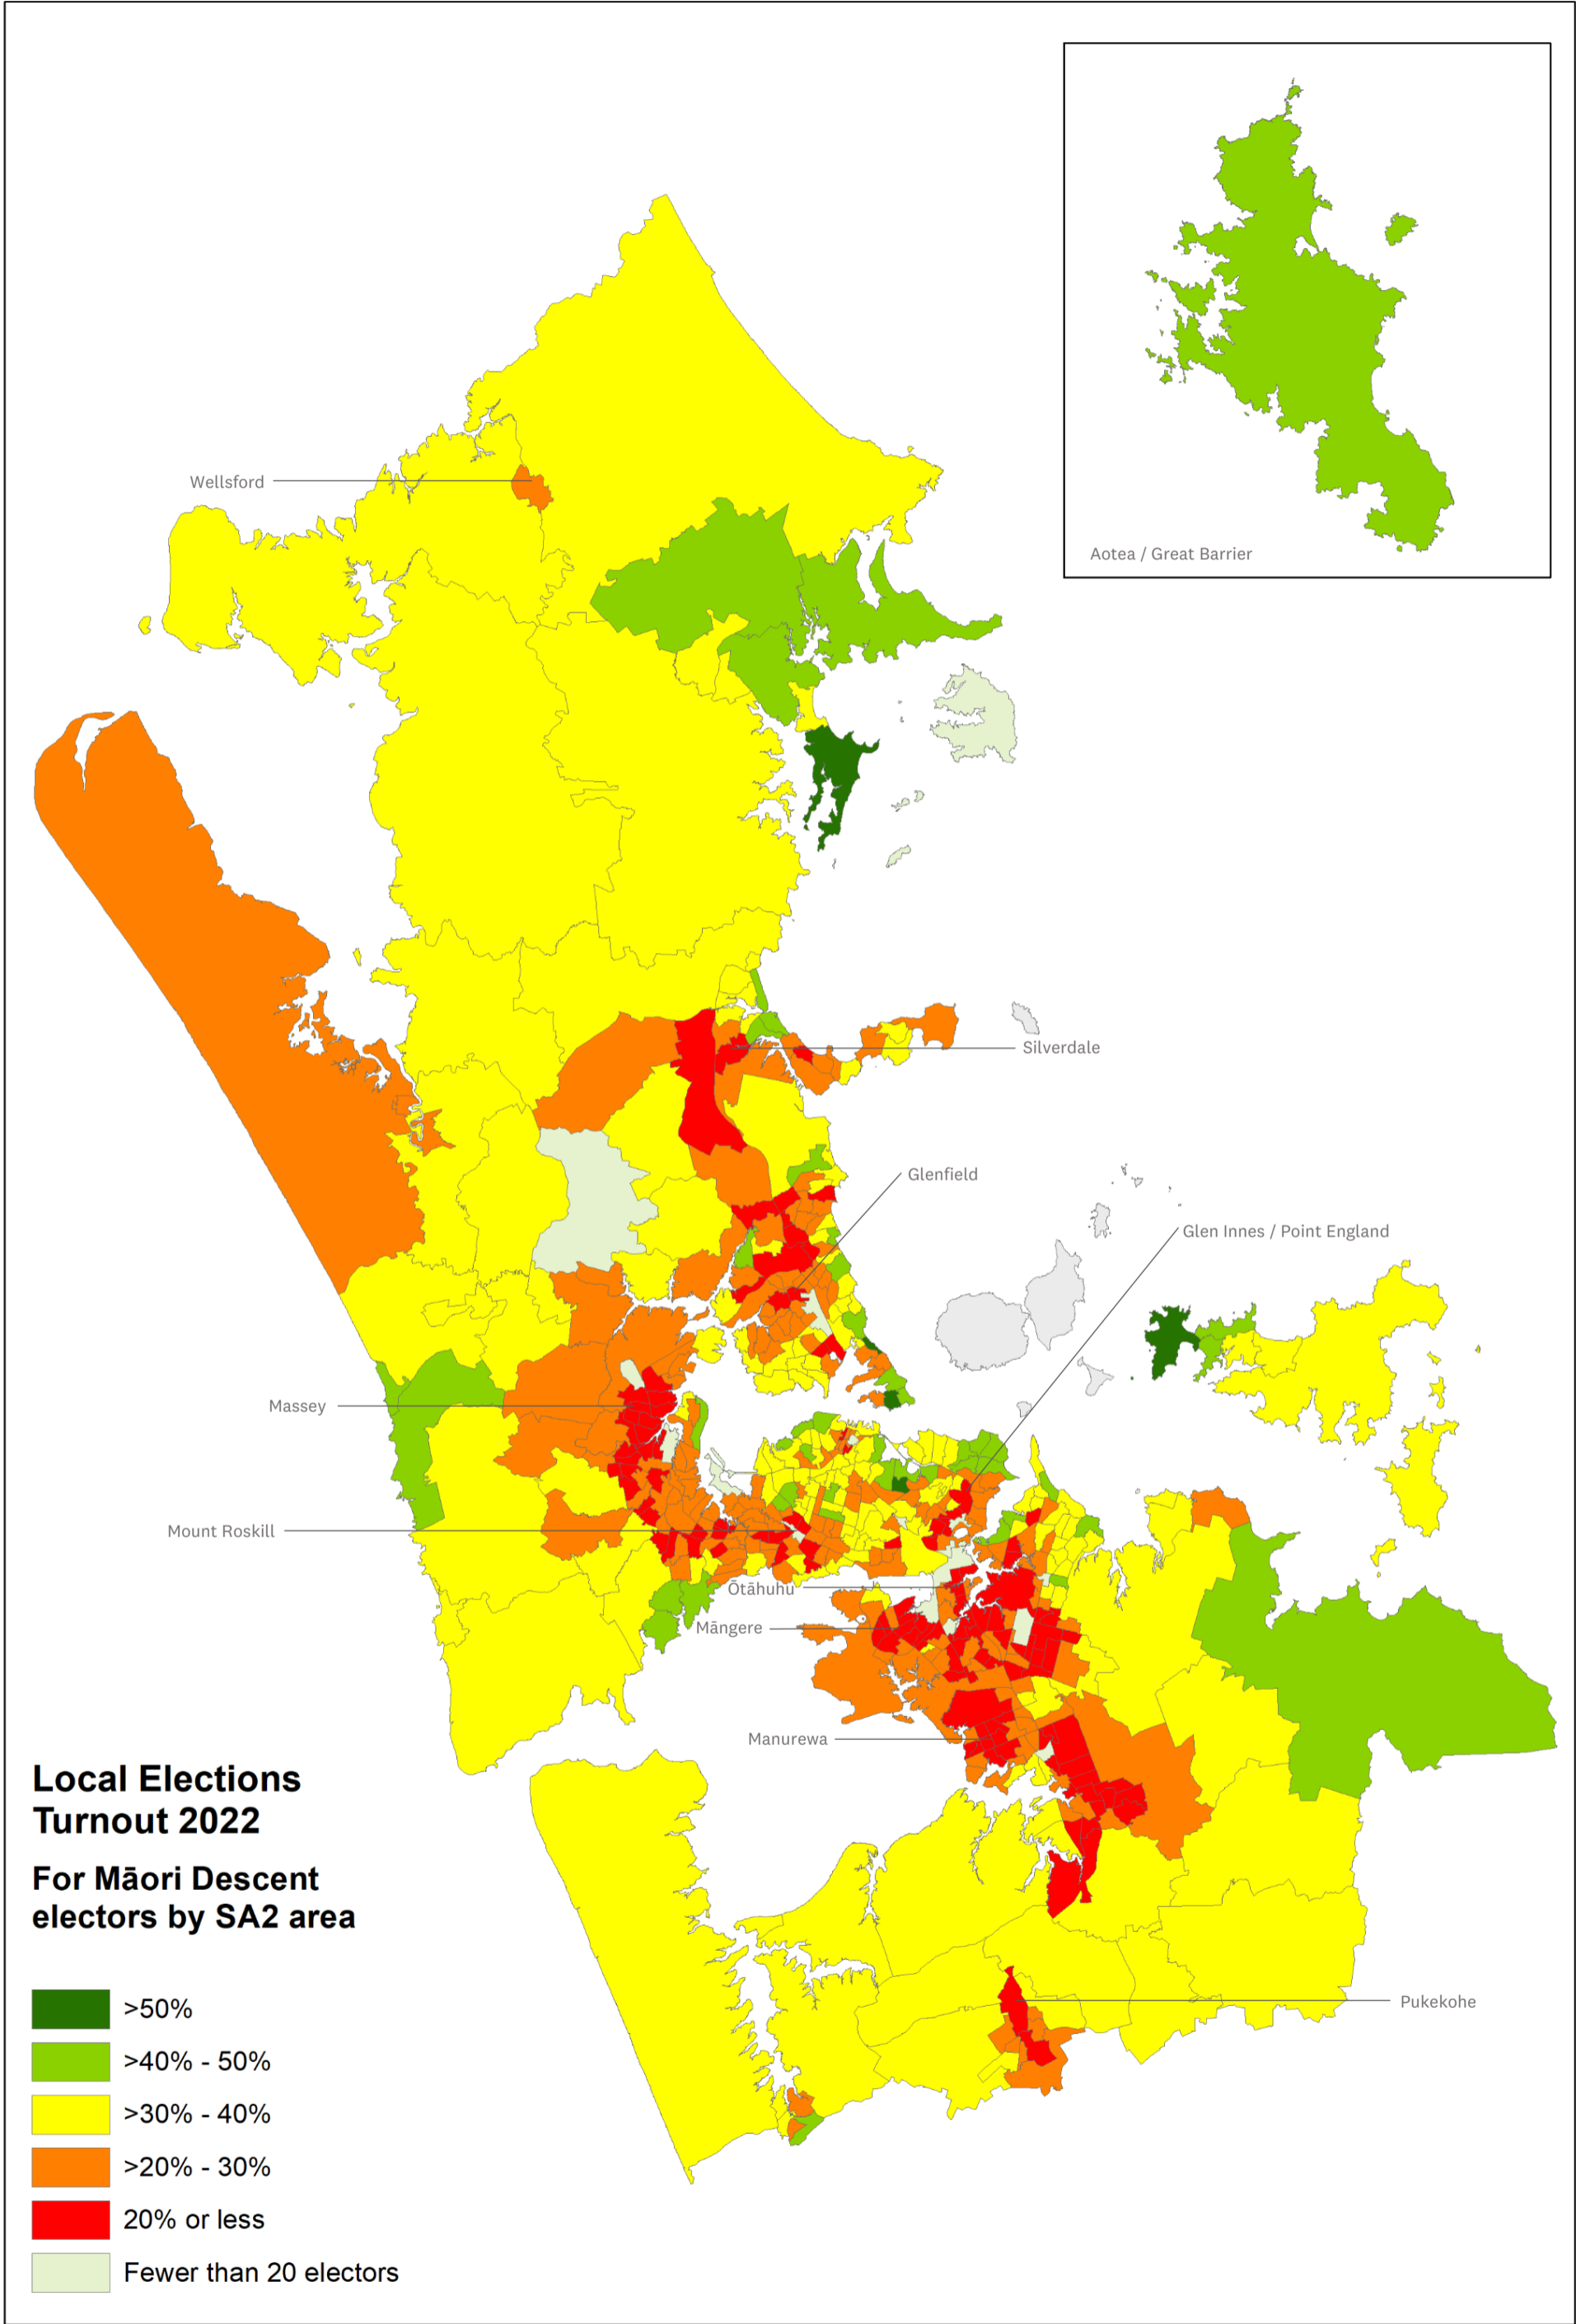 Aotea / Great Barrier
Wellsford
Silverdale
Glenfield
Glen Innes / Point England
Massey
Mount Roskill
Ōtāhuhu
Māngere
Manurewa
Pukekohe
Local Elections
Turnout 2022
For Māori Descent
electors by SA2 area
>50%
>40% - 50%
>30% - 40%
>20% - 30%
20% or less
Fewer than 20 electors